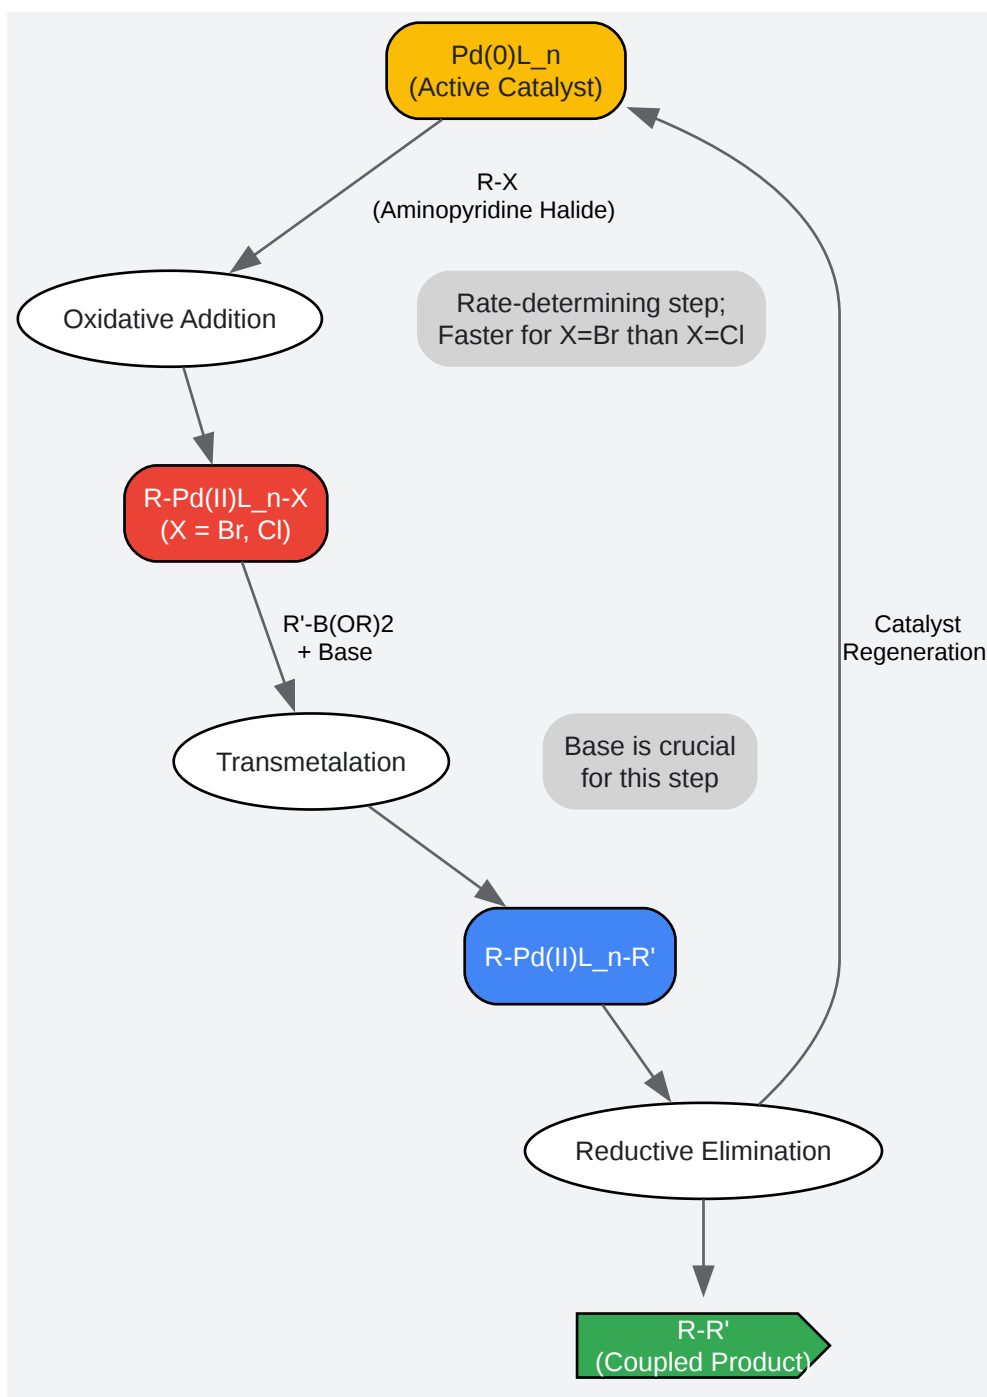 Pd(0)L_n
(Active Catalyst)
R-X
(Aminopyridine Halide)
Oxidative Addition
Rate-determining step;
Faster for X=Br than X=Cl
R-Pd(II)L_n-X
(X = Br, Cl)
R'-B(OR)2
+ Base
Catalyst
Regeneration
Transmetalation
Base is crucial
for this step
R-Pd(II)L_n-R'
Reductive Elimination
R-R'
(Coupled Product)